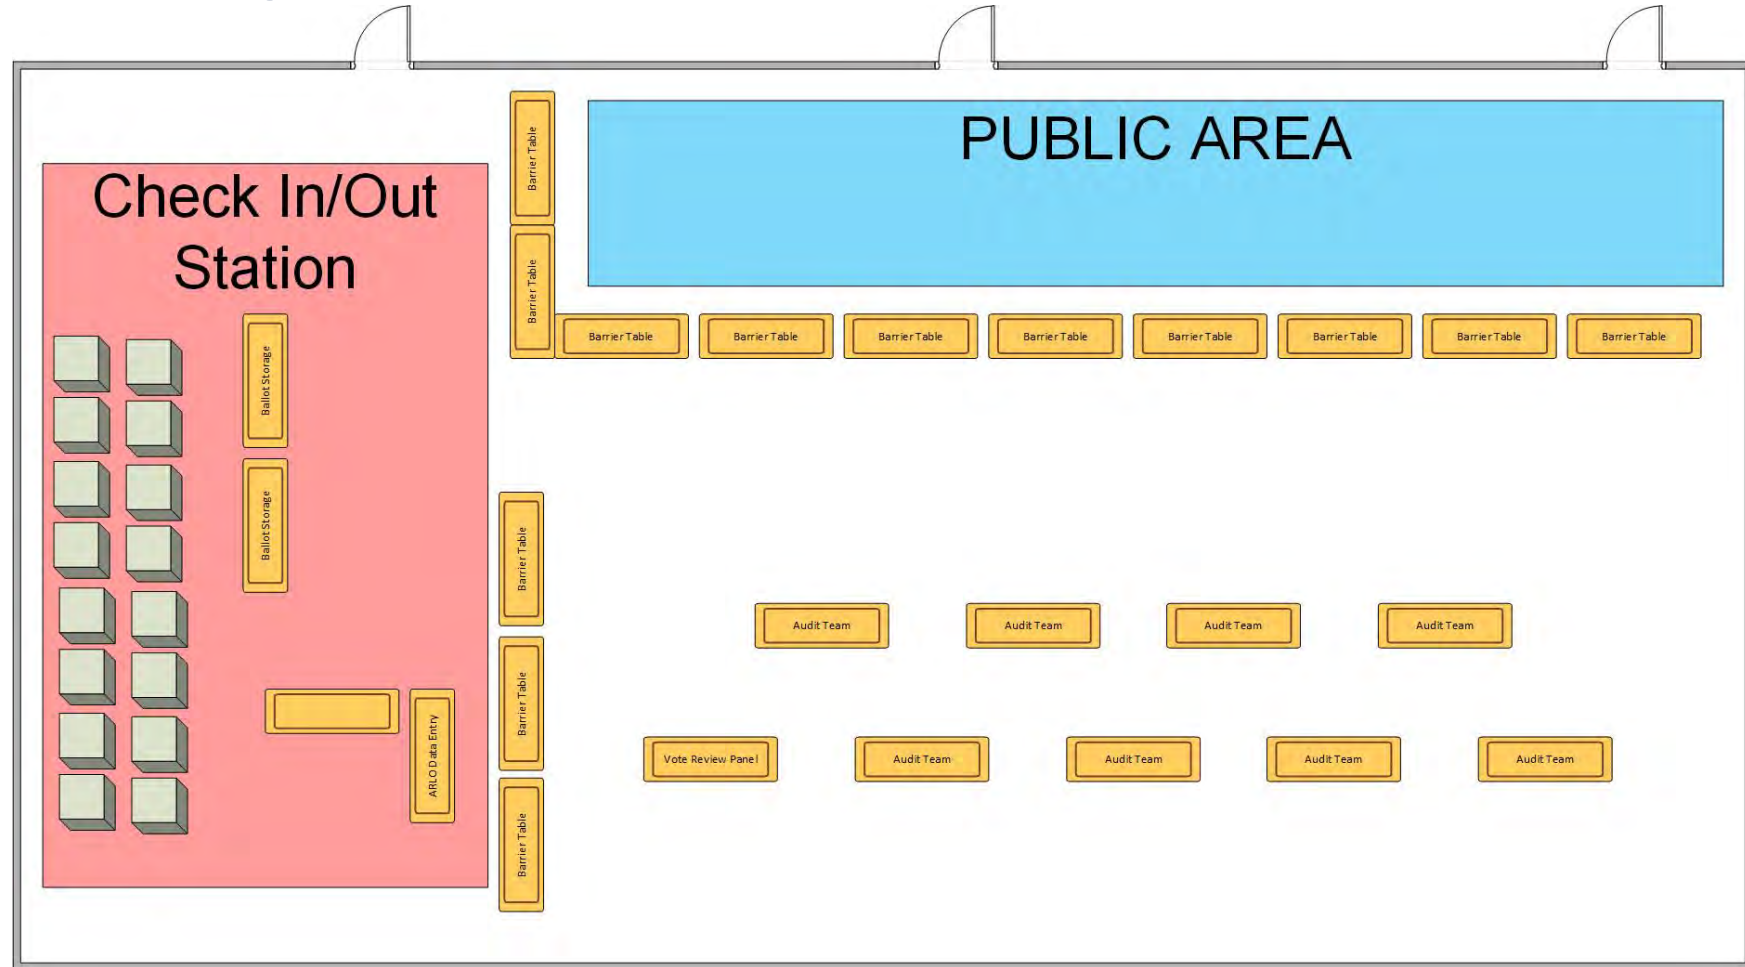 PUBLIC AREA
Check In/Out
Station
Barrier Table
Barrier Table
Barrier Table
Barrier Table
Barrier Table
Barrier Table
Barrier Table
Barrier Table
Barrier Table
Barrier Table
Ballot Storage
Ballot Storage
Barrier Table
Barrier Table
Barrier Table
ARLO Data Entry
Audit Team
Audit Team
Audit Team
Audit Team
Vote Review Panel
Audit Team
Audit Team
Audit Team
Audit Team